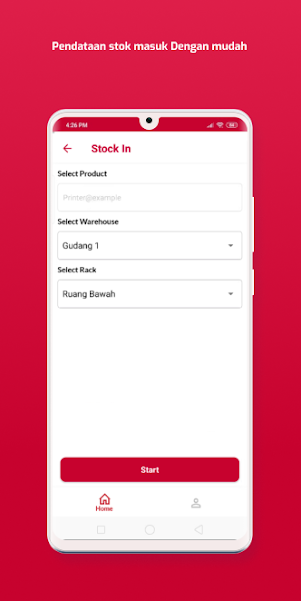 Pendataan stok masuk Dengan mudah
4:26 PM
Stock In
Select Product
Printer@example
Select Warehouse
Gudang 1
Select Rack
Ruang Bawah
Start
Home